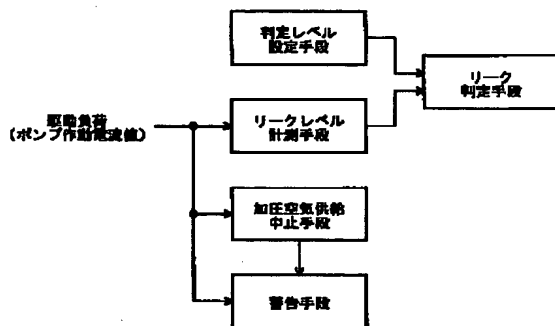 判定レベル
設定手段
リーク
判定手段
駆動負荷
(ポンプ作動電流値)
リークレベル
計測手段
加圧空気供給
中止手段
警告手段